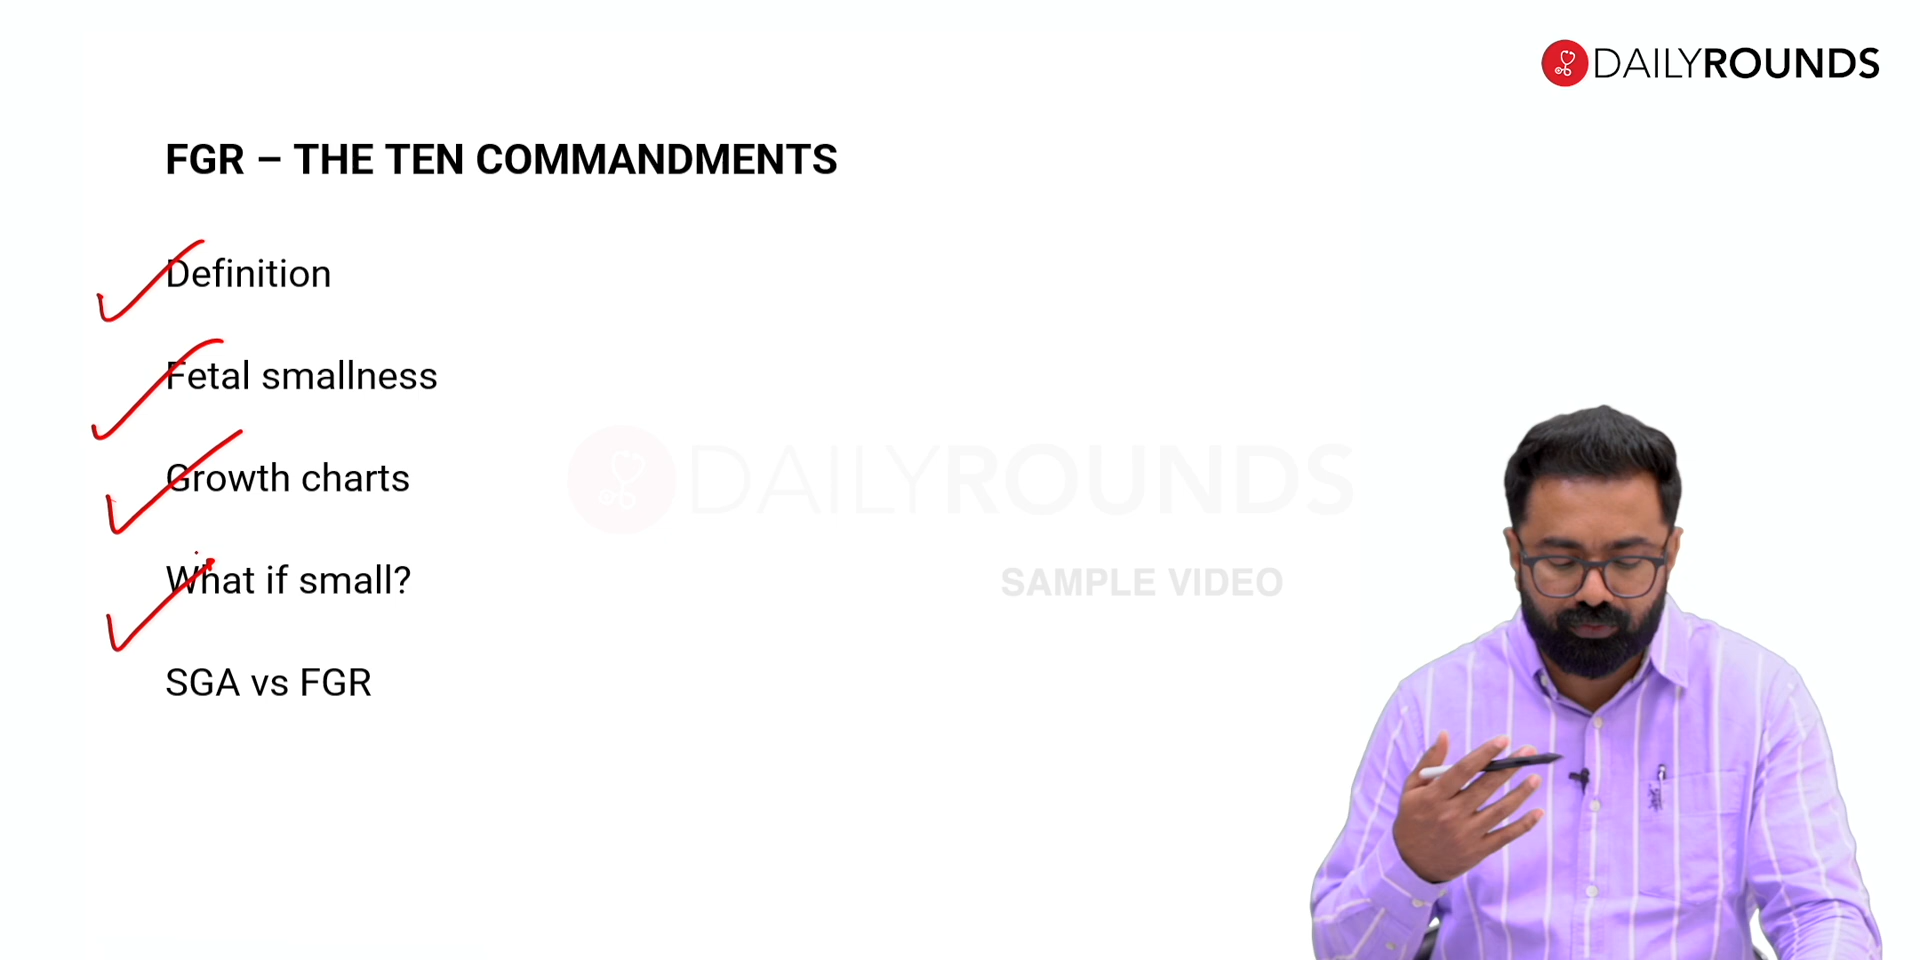 DAILYROUNDS
FGR – THE TEN COMMANDMENTS
Definition
Fetal smallness
Growth charts
DAILYROUNDS
What if small?
SAMPLE VIDEO
SGA vs FGR